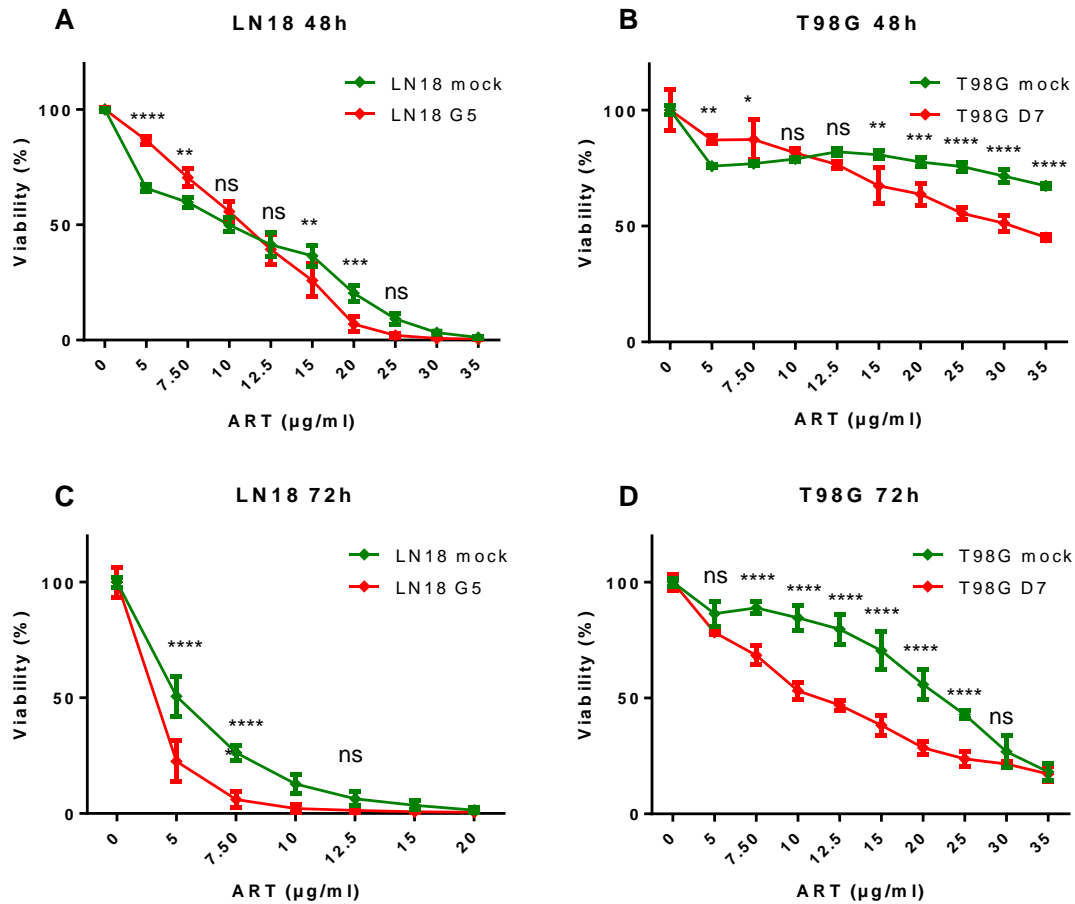 A
LN18 48h
LN18 mock
LN18 G5
Viability (%)
100
50
0
**** ** ns ns ** *** ns
0 5 7.50 10 12.5 15 20 25 30 35
ART (µg/ml)
B
T98G 48h
T98G mock
T98G D7
Viability (%)
100
50
0
** * ns ns ** *** **** **** ****
0 5 7.50 10 12.5 15 20 25 30 35
ART (µg/ml)
C
LN18 72h
LN18 mock
LN18 G5
Viability (%)
100
50
0
**** **** * ns
0 5 7.50 10 12.5 15 20
ART (µg/ml)
D
T98G 72h
T98G mock
T98G D7
Viability (%)
100
50
0
ns **** **** **** **** **** **** ns
0 5 7.50 10 12.5 15 20 25 30 35
ART (µg/ml)